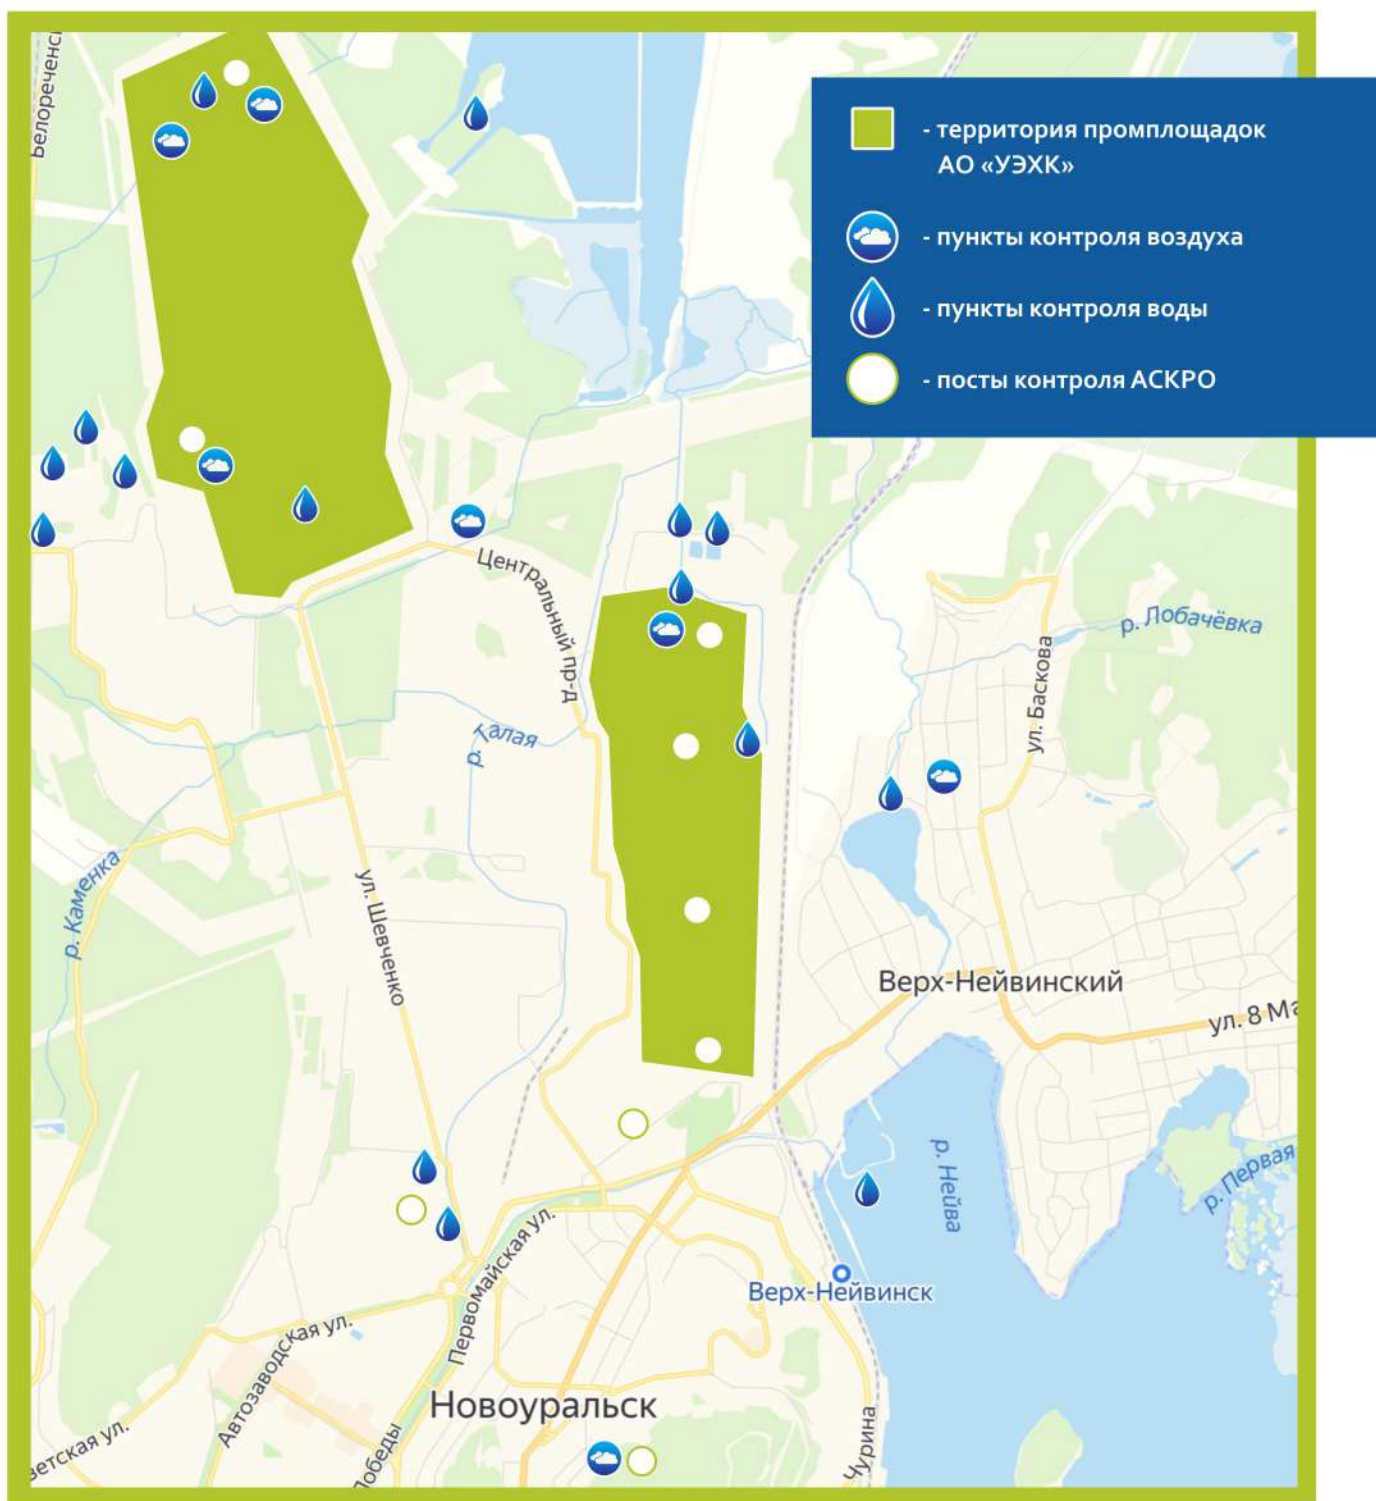 Белореченск
- территория промплощадок
АО «УЭХК»
- пункты контроля воздуха
- пункты контроля воды
- посты контроля АСКРО
Центральный пр-д
р. Лобачёвка
ул. Баскова
р. Талая
р. Каменка
ул. Шевченко
Верх-Нейвинский
ул. 8 Ма
р. Нейва
р. Первая
Верх-Нейвинск
Первомайская ул.
Автозаводская ул.
Новоуральск
ветская ул.
Победы
Чурина